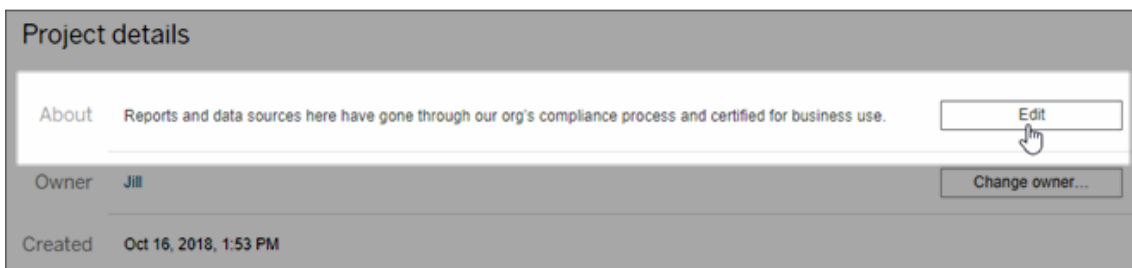 Project details
About Reports and data sources here have gone through our org's compliance process and certified for business use. Edit
Owner Jill Change owner...
Created Oct 16, 2018, 1:53 PM